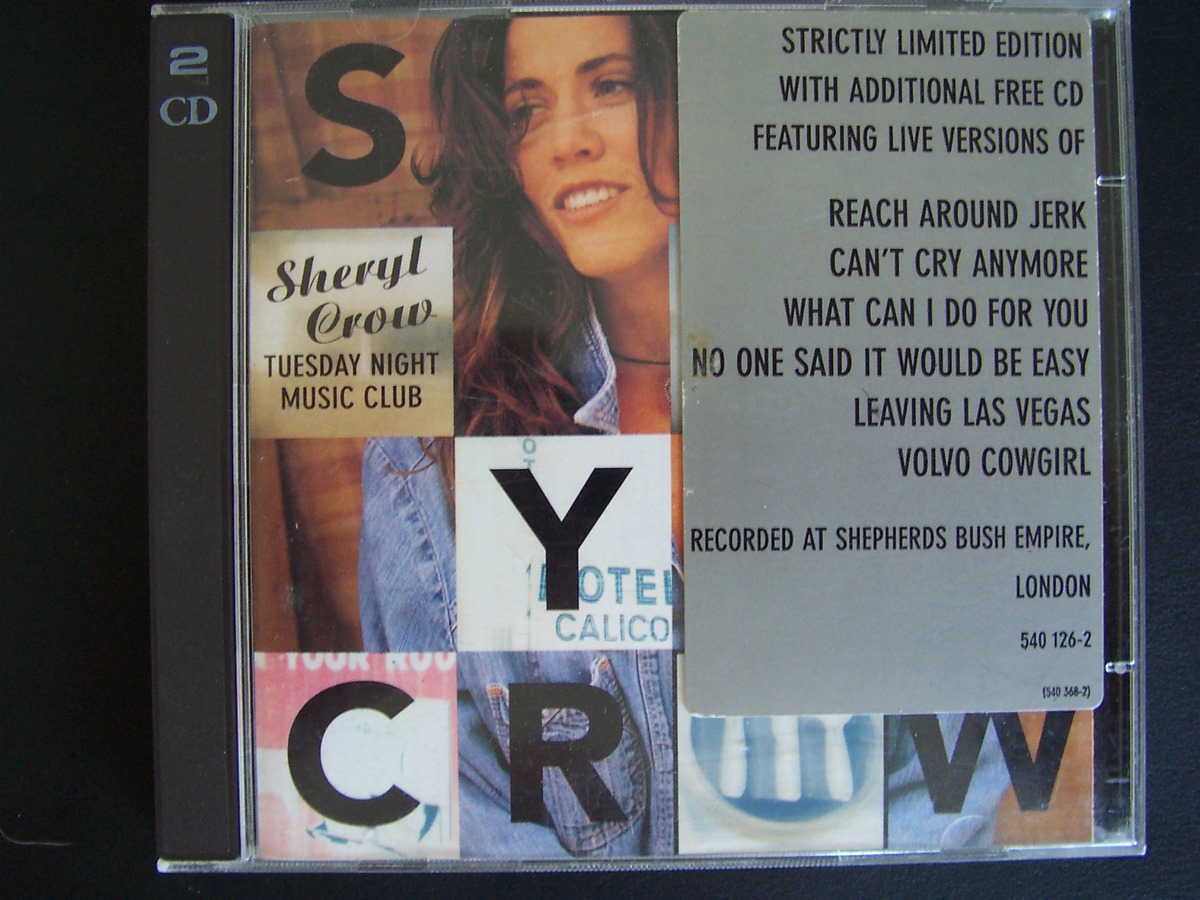 2
CD
S
Sheryl
Crow
TUESDAY NIGHT
MUSIC CLUB
O
T
Y
HOTEL
CALICO
YOUR ROO
C
R
W
STRICTLY LIMITED EDITION
WITH ADDITIONAL FREE CD
FEATURING LIVE VERSIONS OF
REACH AROUND JERK
CAN'T CRY ANYMORE
WHAT CAN I DO FOR YOU
NO ONE SAID IT WOULD BE EASY
LEAVING LAS VEGAS
VOLVO COWGIRL
RECORDED AT SHEPHERDS BUSH EMPIRE,
LONDON
540 126-2
(540 368-2)